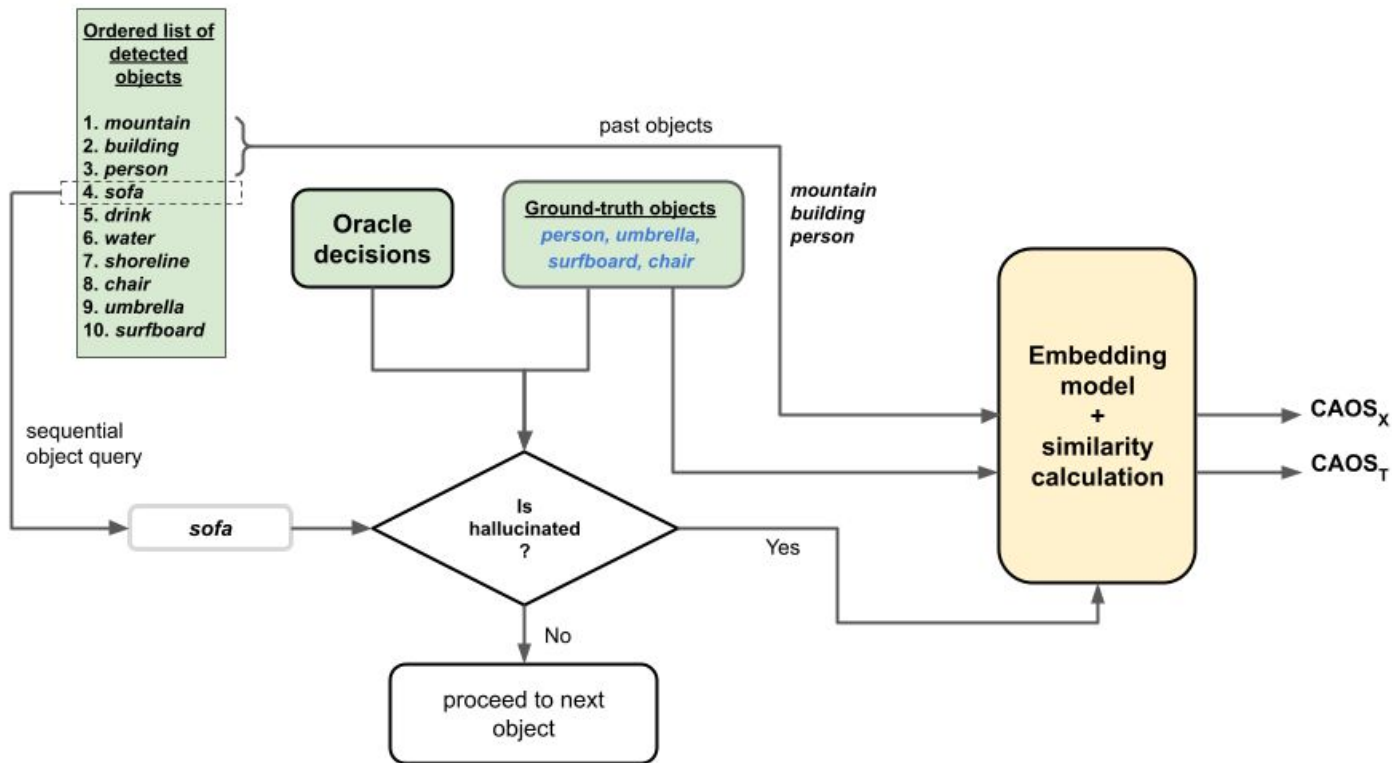 Ordered list of
detected
objects
1. mountain
2. building
3. person
4. sofa
5. drink
6. water
7. shoreline
8. chair
9. umbrella
10. surfboard
past objects
mountain
building
person
Oracle
decisions
Ground-truth objects
person, umbrella,
surfboard, chair
sequential
object query
sofa
Is
hallucinated
?
Yes
No
proceed to next
object
Embedding
model
+
similarity
calculation
CAOS_X
CAOS_T